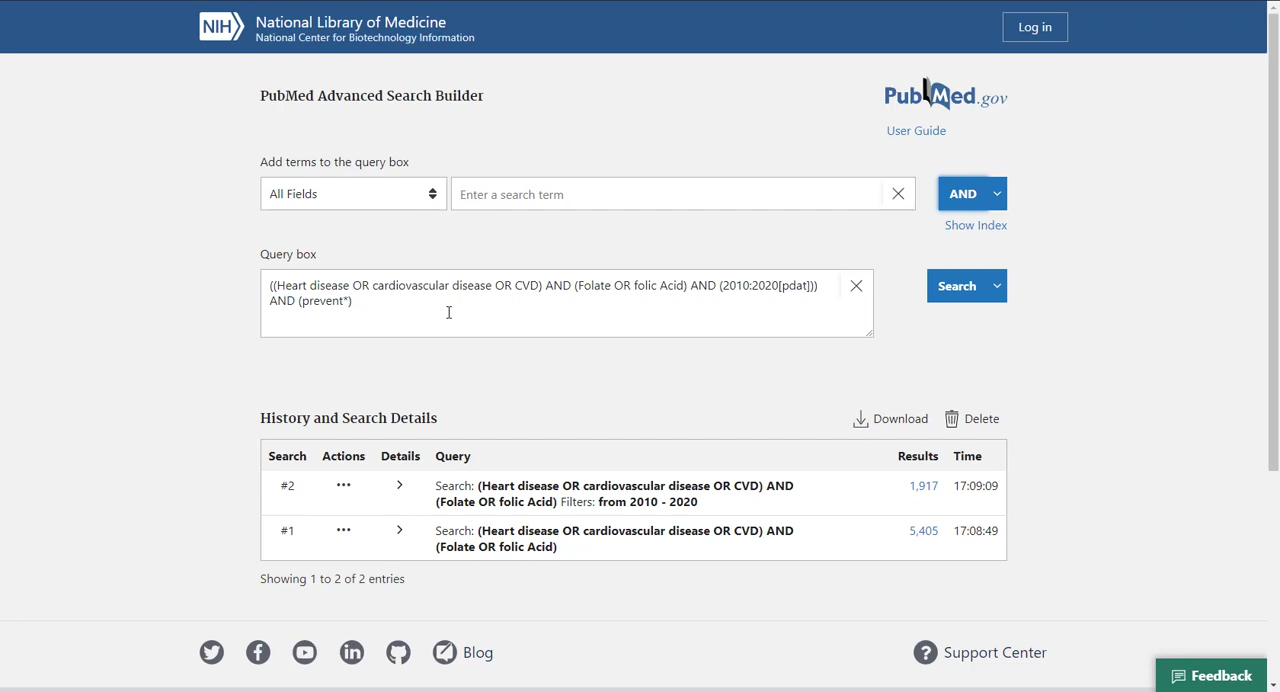 NIH
National Library of Medicine
National Center for Biotechnology Information
Log in
PubMed Advanced Search Builder
PubMed.gov
User Guide
Add terms to the query box
All Fields
Enter a search term
AND
Show Index
Query box
((Heart disease OR cardiovascular disease OR CVD) AND (Folate OR folic Acid) AND (2010:2020[pdat]))
AND (prevent*)
Search
History and Search Details
Download
Delete
Search Actions Details Query Results Time
#2 ••• Search: (Heart disease OR cardiovascular disease OR CVD) AND 1,917 17:09:09
(Folate OR folic Acid) Filters: from 2010 - 2020
#1 ••• Search: (Heart disease OR cardiovascular disease OR CVD) AND 5,405 17:08:49
(Folate OR folic Acid)
Showing 1 to 2 of 2 entries
Blog
? Support Center
Feedback